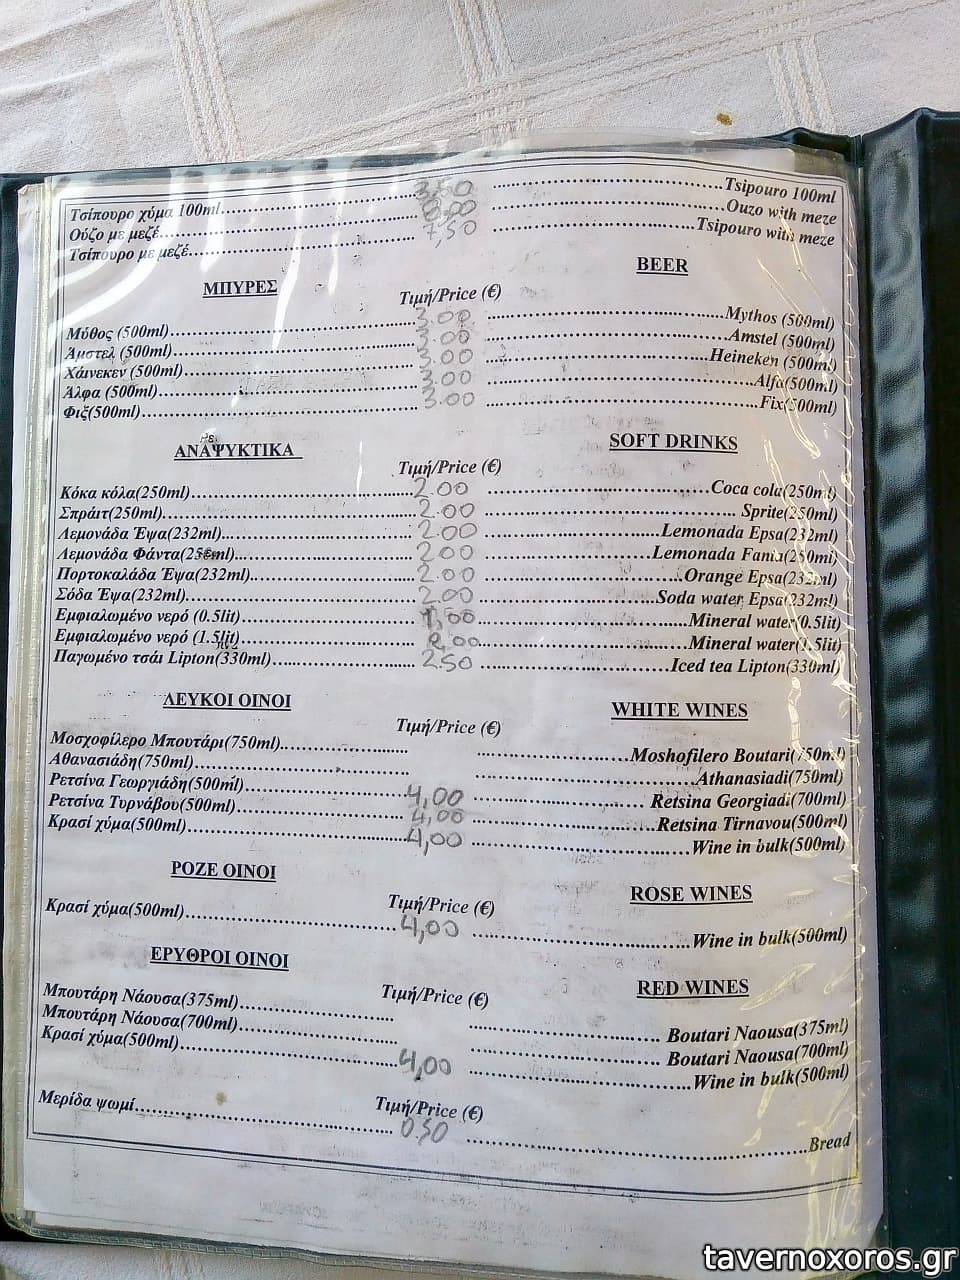 Τσίπουρο χύμα 100ml 3,50 Tsipouro 100ml
Ούζο με μεζέ Ouzo with meze
Τσίπουρο με μεζέ 7,50 Tsipouro with meze
ΜΠΥΡΕΣ Τιμή/Price (€) BEER
Μύθος (500ml) 3.00 Mythos (500ml)
Άμστελ (500ml) 3.00 Amstel (500ml)
Χάινεκεν (500ml) 3.00 Heineken (500ml)
Άλφα (500ml) 3.00 Alfa(500ml)
Φιξ(500ml) 3.00 Fix(500ml)
ΑΝΑΨΥΚΤΙΚΑ Τιμή/Price (€) SOFT DRINKS
Κόκα κόλα(250ml) 2.00 Coca cola(250ml)
Σπράιτ(250ml) 2.00 Sprite(250ml)
Λεμονάδα Έψα(232ml) 2.00 Lemonada Epsa(232ml)
Λεμονάδα Φάντα(250ml) 2.00 Lemonada Fanta(250ml)
Πορτοκαλάδα Έψα(232ml) 2.00 Orange Epsa(232ml)
Σόδα Έψα(232ml) 2.00 Soda water Epsa(232ml)
Εμφιαλωμένο νερό (0.5lit) Mineral water(0.5lit)
Εμφιαλωμένο νερό (1.5lit) Mineral water(1.5lit)
Παγωμένο τσάι Lipton(330ml) 2.50 Iced tea Lipton(330ml)
ΛΕΥΚΟΙ ΟΙΝΟΙ Τιμή/Price (€) WHITE WINES
Μοσχοφίλερο Μπουτάρι(750ml) Moshofilero Boutari(750ml)
Αθανασιάδη(750ml) Athanasiadi(750ml)
Ρετσίνα Γεωργιάδη(500ml) 4,00 Retsina Georgiadi(700ml)
Ρετσίνα Τυρνάβου(500ml) 4,00 Retsina Tirnavou(500ml)
Κρασί χύμα(500ml) 4,00 Wine in bulk(500ml)
ΡΟΖΕ ΟΙΝΟΙ Τιμή/Price (€) ROSE WINES
Κρασί χύμα(500ml) 4,00 Wine in bulk(500ml)
ΕΡΥΘΡΟΙ ΟΙΝΟΙ Τιμή/Price (€) RED WINES
Μπουτάρη Νάουσα(375ml) Boutari Naousa(375ml)
Μπουτάρη Νάουσα(700ml) Boutari Naousa(700ml)
Κρασί χύμα(500ml) 4,00 Wine in bulk(500ml)
Τιμή/Price (€)
Μερίδα ψωμί 0.50 Bread
tavernoxoros.gr